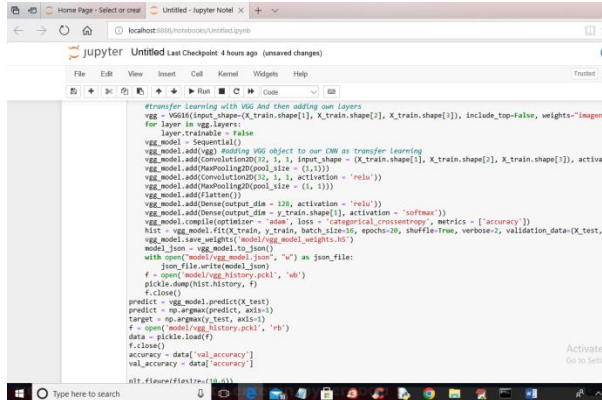 Home Page - Select or creat
Untitled - Jupyter Notel
localhost:8888/notebooks/Untitled.ipynb
jupyter Untitled Last Checkpoint: 4 hours ago (unsaved changes)
File Edit View Insert Cell Kernel Widgets Help
Trusted
Run Code
#transfer learning with VGG And then adding own layers
vgg = VGG16(input_shape=(X_train.shape[1], X_train.shape[2], X_train.shape[3]), include_top=False, weights="imagen
for layer in vgg.layers:
layer.trainable = False
vgg_model = Sequential()
vgg_model.add(vgg) #adding VGG object to our CNN as transfer learning
vgg_model.add(Convolution2D(32, 1, 1, input_shape = (X_train.shape[1], X_train.shape[2], X_train.shape[3]), activa
vgg_model.add(MaxPooling2D(pool_size = (1,1)))
vgg_model.add(Convolution2D(32, 1, 1, activation = 'relu'))
vgg_model.add(MaxPooling2D(pool_size = (1, 1)))
vgg_model.add(Flatten())
vgg_model.add(Dense(output_dim = 128, activation = 'relu'))
vgg_model.add(Dense(output_dim = y_train.shape[1], activation = 'softmax'))
vgg_model.compile(optimizer = 'adam', loss = 'categorical_crossentropy', metrics = ['accuracy'])
hist = vgg_model.fit(X_train, y_train, batch_size=16, epochs=20, shuffle=True, verbose=2, validation_data=(X_test,
vgg_model.save_weights('model/vgg_model_weights.h5')
model_json = vgg_model.to_json()
with open("model/vgg_model.json", "w") as json_file:
json_file.write(model_json)
f = open('model/vgg_history.pckl', 'wb')
pickle.dump(hist.history, f)
f.close()
predict = vgg_model.predict(X_test)
predict = np.argmax(predict, axis=1)
target = np.argmax(y_test, axis=1)
f = open('model/vgg_history.pckl', 'rb')
data = pickle.load(f)
f.close()
accuracy = data['val_accuracy']
val_accuracy = data['accuracy']
plt.figure(figsize=(10,6))
Activate
Go to Sett
Type here to search